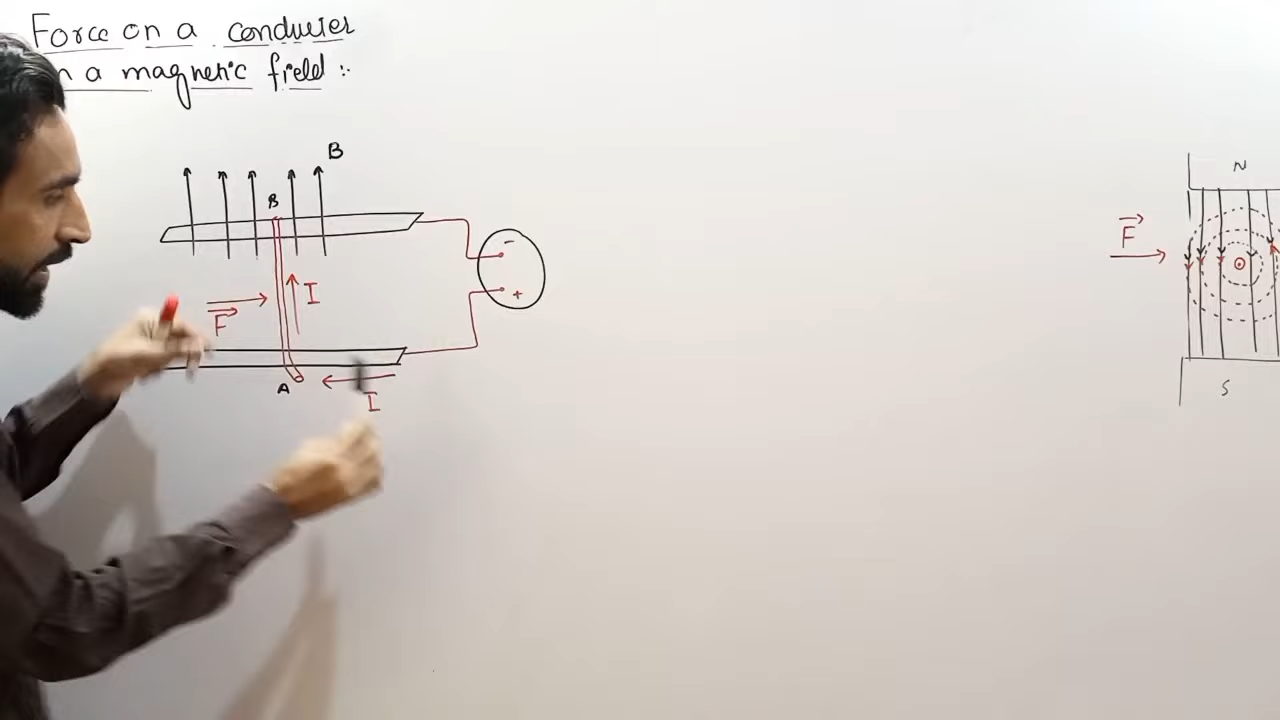 Force on a conducter
n a magnetic field :-
B
B
-
+
I
F
A
I
N
F
S